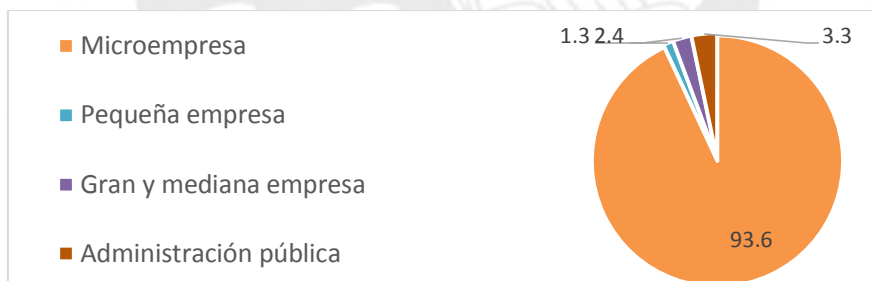 Microempresa
Pequeña empresa
Gran y mediana empresa
Administración pública
1.3 2.4 3.3
93.6